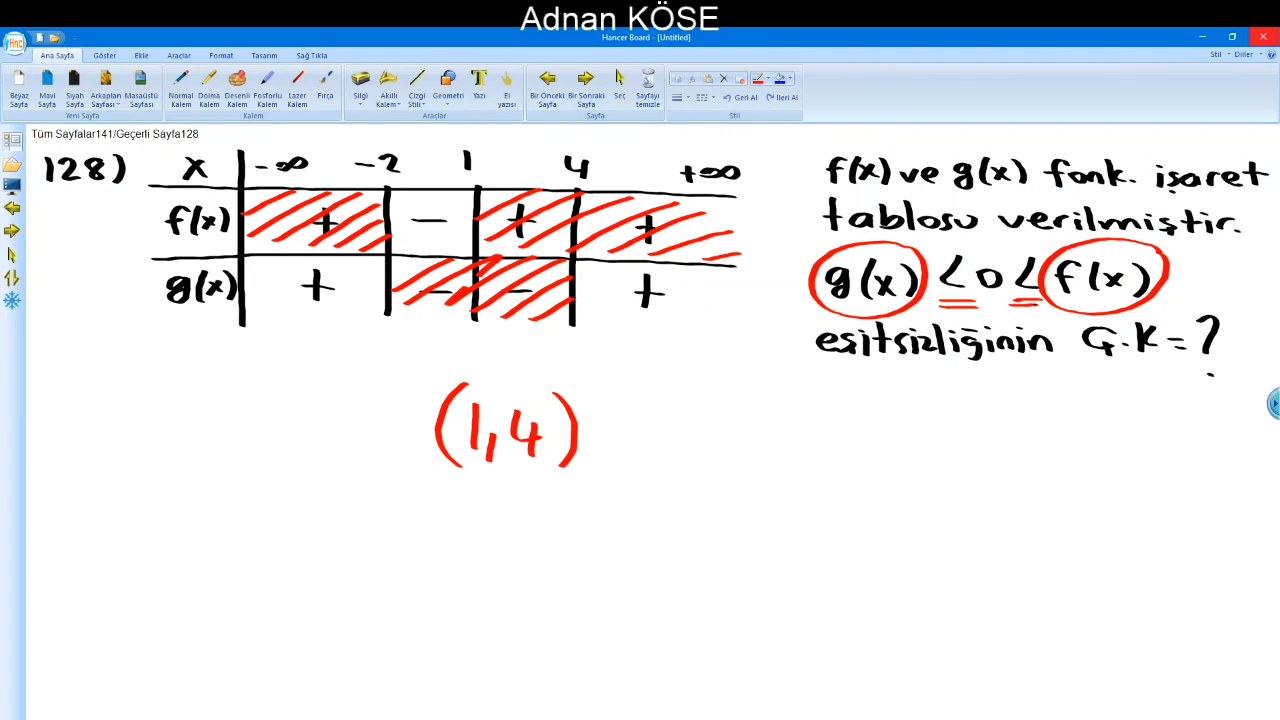 Adnan KÖSE
Hancer Board - [Untitled]
Hnc
Ana Sayfa Göster Ekle Araçlar Format Tasarım Sağ Tıkla Stil Diller
Beyaz Sayfa Mavi Sayfa Siyah Sayfa Arkaplan Sayfası Masaüstü Sayfası Normal Kalem Dolma Kalem Desenli Kalem Fosforlu Kalem Lazer Kalem Fırça Silgi Akıllı Kalem Çizgi Stili Geometri Yazı El yazısı Bir Önceki Sayfa Bir Sonraki Sayfa Seç Sayfayı temizle Geri Al İleri Al
Yeni Sayfa Kalem Araçlar Sayfa Stil
Tüm Sayfalar141/Geçerli Sayfa128
128) x -∞ -2 1 4 +∞
f(x) + - + +
g(x) + - - +
f(x) ve g(x) fonk. işaret
tablosu verilmiştir.
g(x) < 0 < f(x)
eşitsizliğinin Ç.K = ?
(1,4)